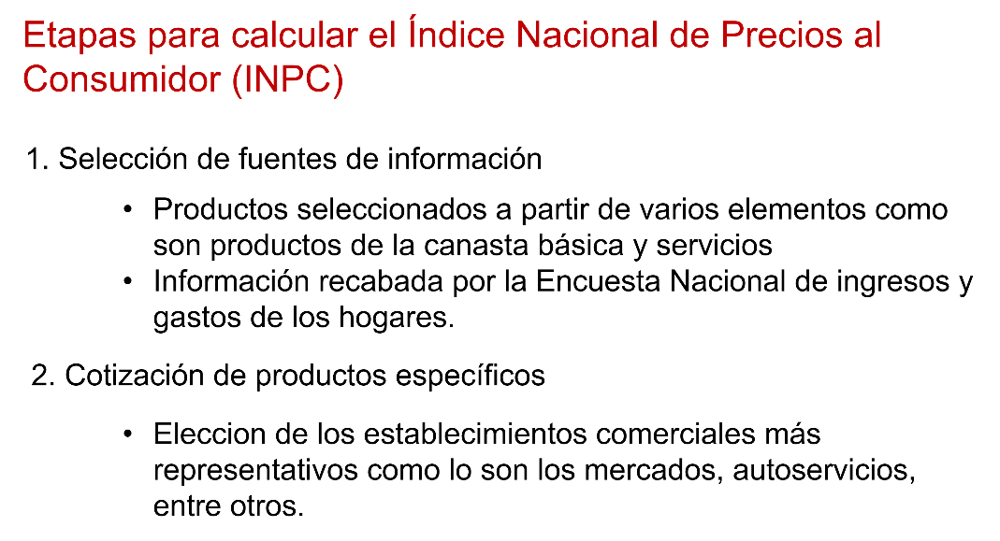 Etapas para calcular el Índice Nacional de Precios al
Consumidor (INPC)
1. Selección de fuentes de información
• Productos seleccionados a partir de varios elementos como
son productos de la canasta básica y servicios
• Información recabada por la Encuesta Nacional de ingresos y
gastos de los hogares.
2. Cotización de productos específicos
• Eleccion de los establecimientos comerciales más
representativos como lo son los mercados, autoservicios,
entre otros.